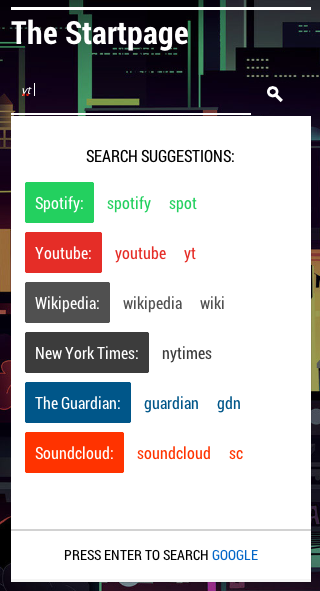 The Startpage
yt
SEARCH SUGGESTIONS:
Spotify: spotify spot
Youtube: youtube yt
Wikipedia: wikipedia wiki
New York Times: nytimes
The Guardian: guardian gdn
Soundcloud: soundcloud sc
PRESS ENTER TO SEARCH GOOGLE